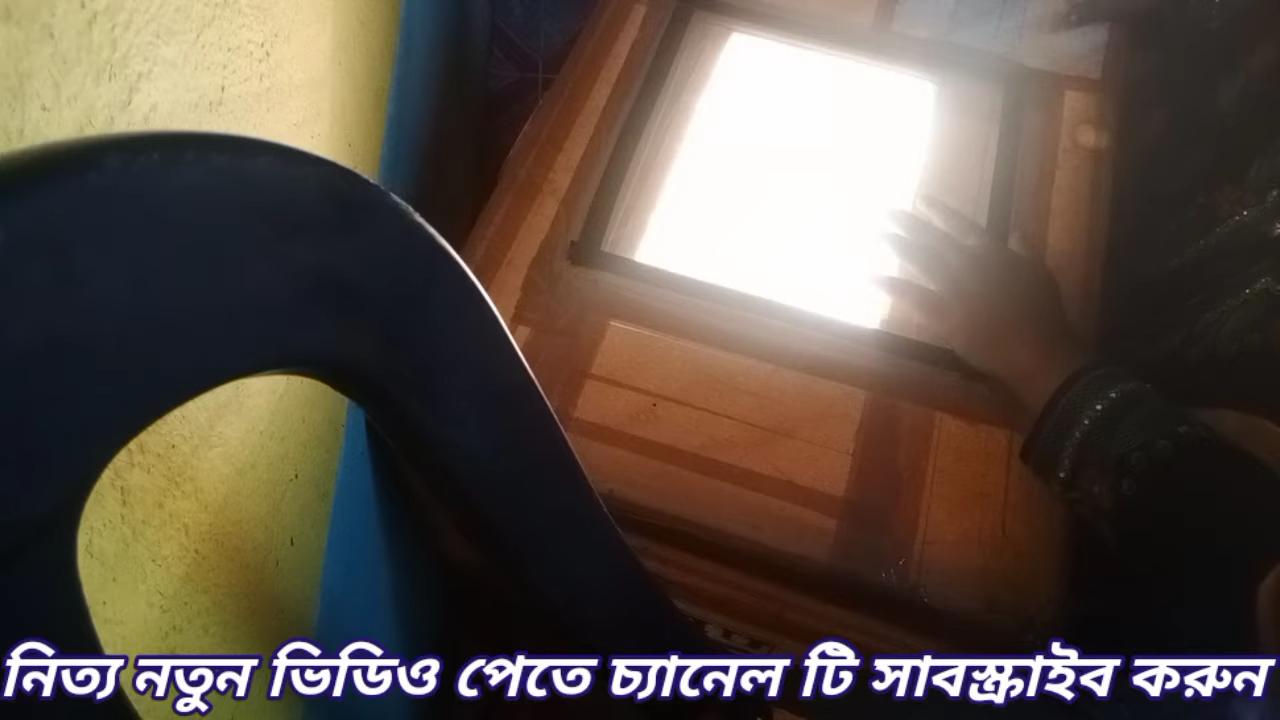 নিত্য নতুন ভিডিও পেতে চ্যানেল টি সাবস্ক্রাইব করুন